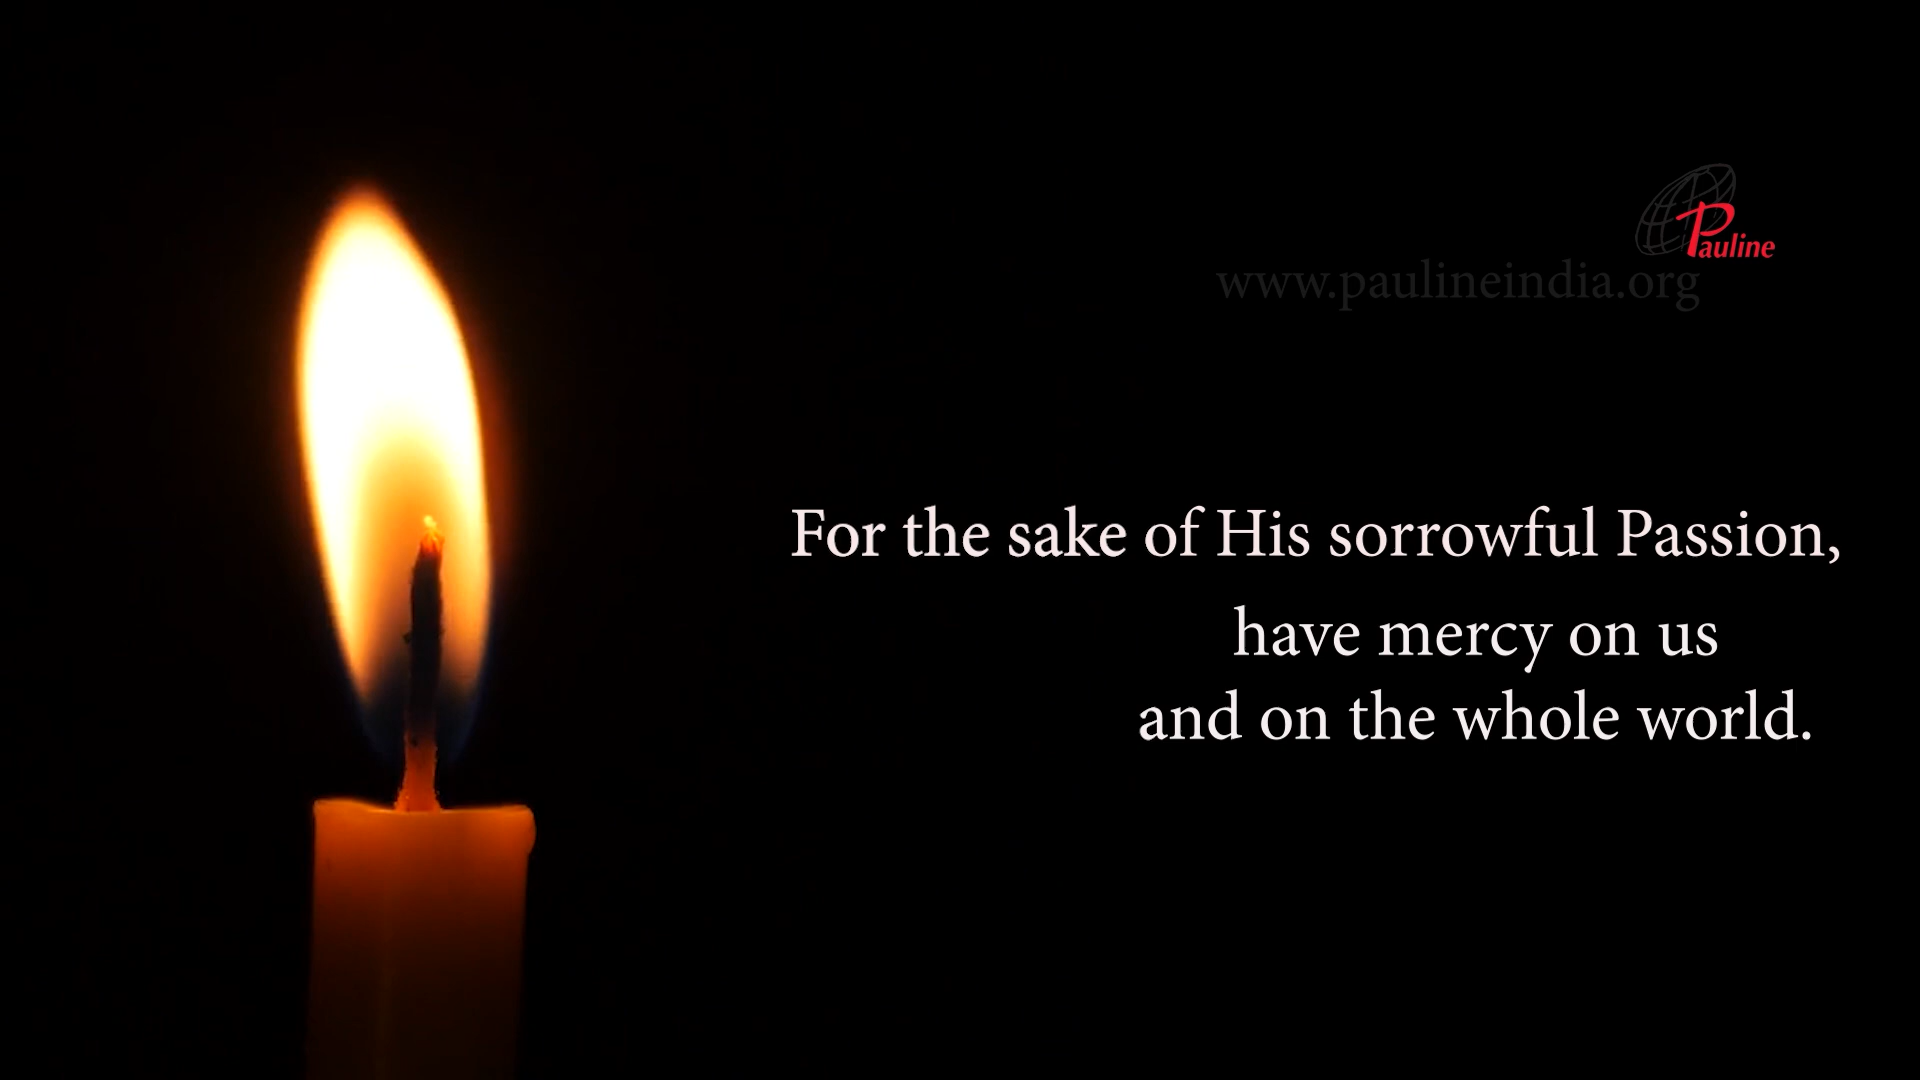 Pauline
www.paulineindia.org
For the sake of His sorrowful Passion,
have mercy on us
and on the whole world.